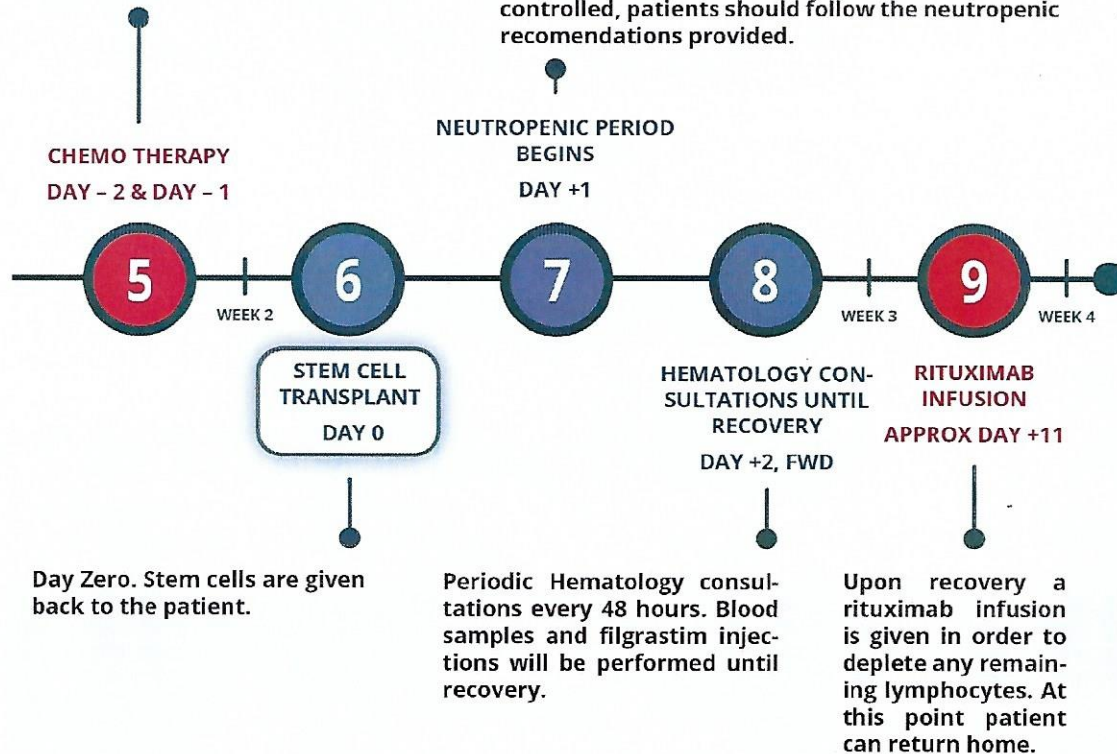 controlled, patients should follow the neutropenic
recomendations provided.
CHEMO THERAPY
DAY – 2 & DAY – 1
NEUTROPENIC PERIOD
BEGINS
DAY +1
5
WEEK 2
6
7
8
WEEK 3
9
WEEK 4
STEM CELL
TRANSPLANT
DAY 0
HEMATOLOGY CON-
SULTATIONS UNTIL
RECOVERY
DAY +2, FWD
RITUXIMAB
INFUSION
APPROX DAY +11
Day Zero. Stem cells are given
back to the patient.
Periodic Hematology consul-
tations every 48 hours. Blood
samples and filgrastim injec-
tions will be performed until
recovery.
Upon recovery a
rituximab infusion
is given in order to
deplete any remain-
ing lymphocytes. At
this point patient
can return home.